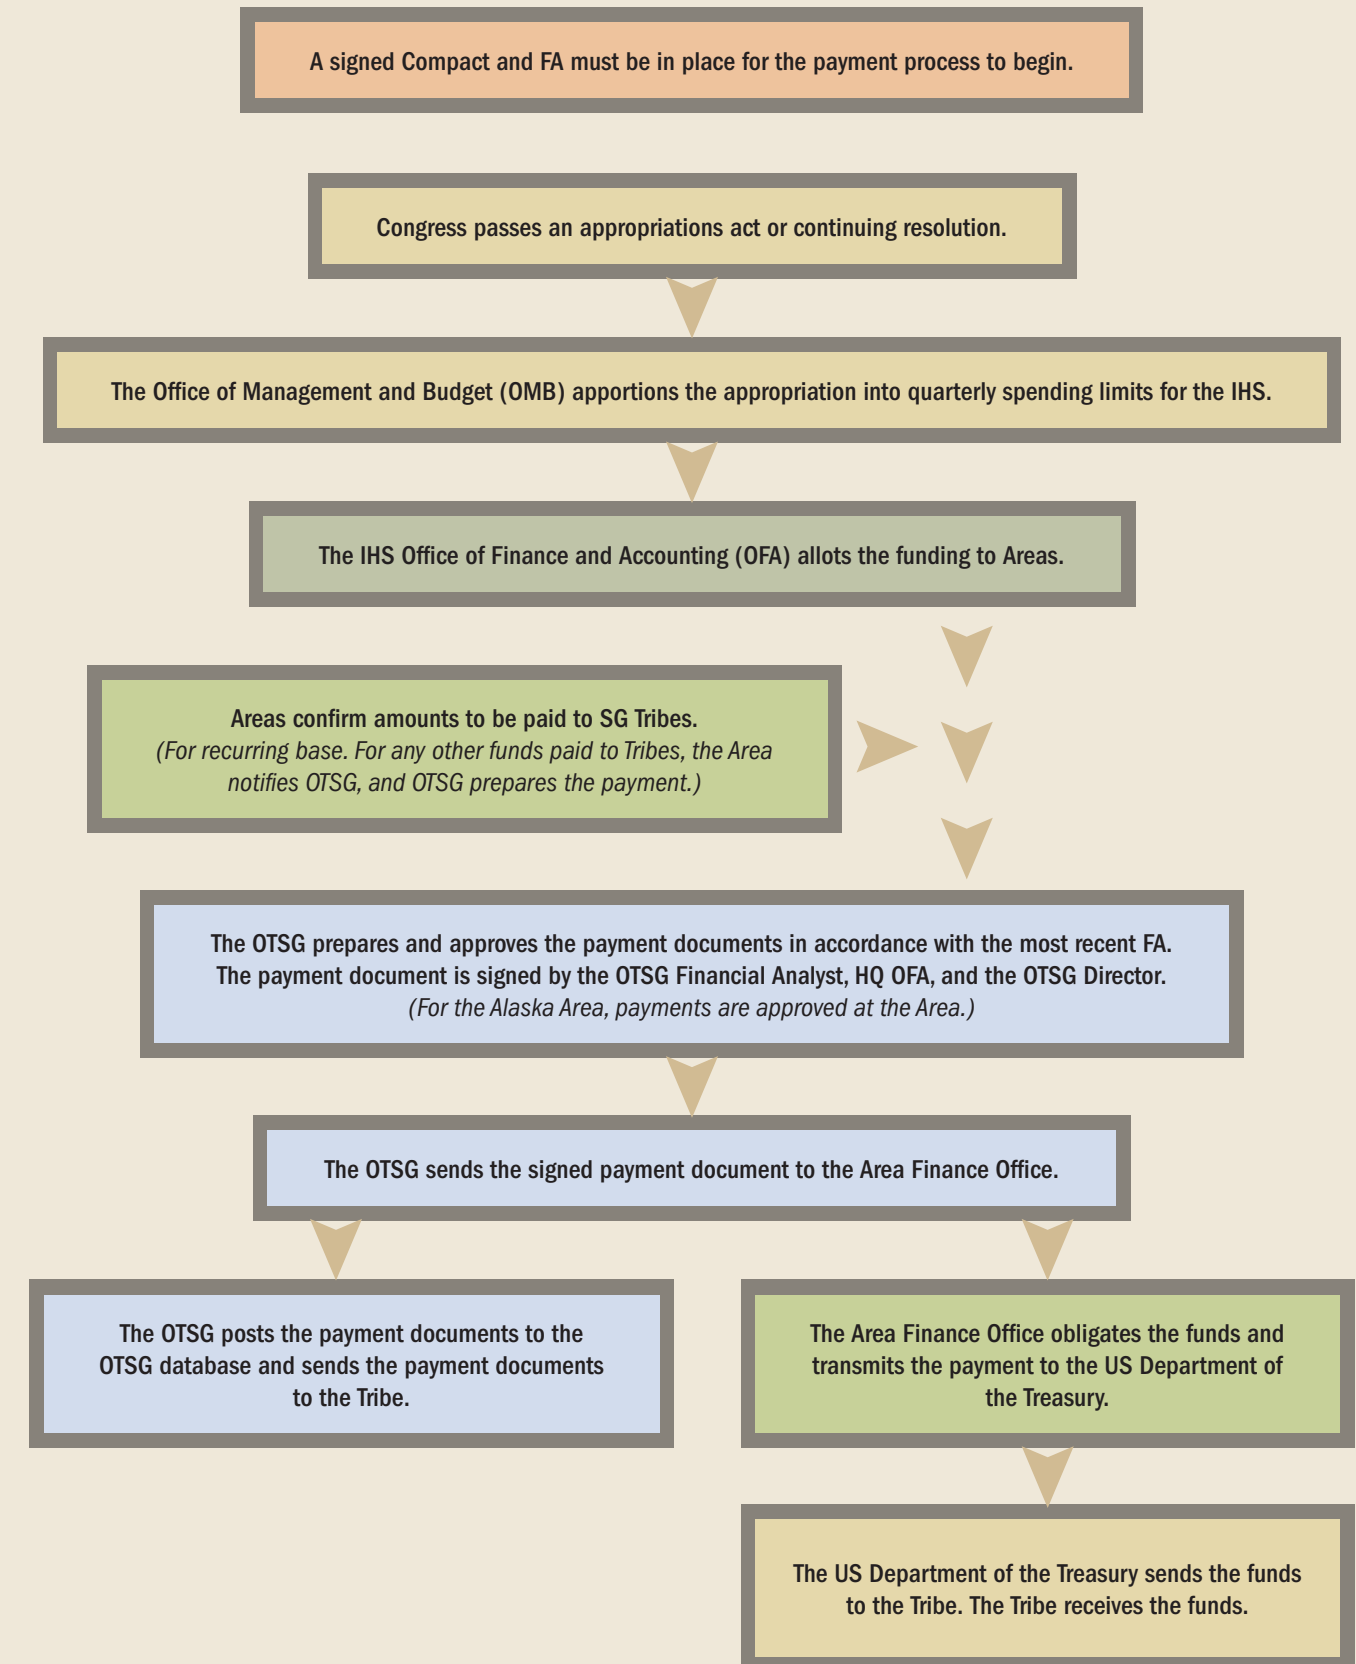 A signed Compact and FA must be in place for the payment process to begin.
Congress passes an appropriations act or continuing resolution.
The Office of Management and Budget (OMB) apportions the appropriation into quarterly spending limits for the IHS.
The IHS Office of Finance and Accounting (OFA) allots the funding to Areas.
Areas confirm amounts to be paid to SG Tribes.
(For recurring base. For any other funds paid to Tribes, the Area
notifies OTSG, and OTSG prepares the payment.)
The OTSG prepares and approves the payment documents in accordance with the most recent FA.
The payment document is signed by the OTSG Financial Analyst, HQ OFA, and the OTSG Director.
(For the Alaska Area, payments are approved at the Area.)
The OTSG sends the signed payment document to the Area Finance Office.
The OTSG posts the payment documents to the
OTSG database and sends the payment documents
to the Tribe.
The Area Finance Office obligates the funds and
transmits the payment to the US Department of
the Treasury.
The US Department of the Treasury sends the funds
to the Tribe. The Tribe receives the funds.